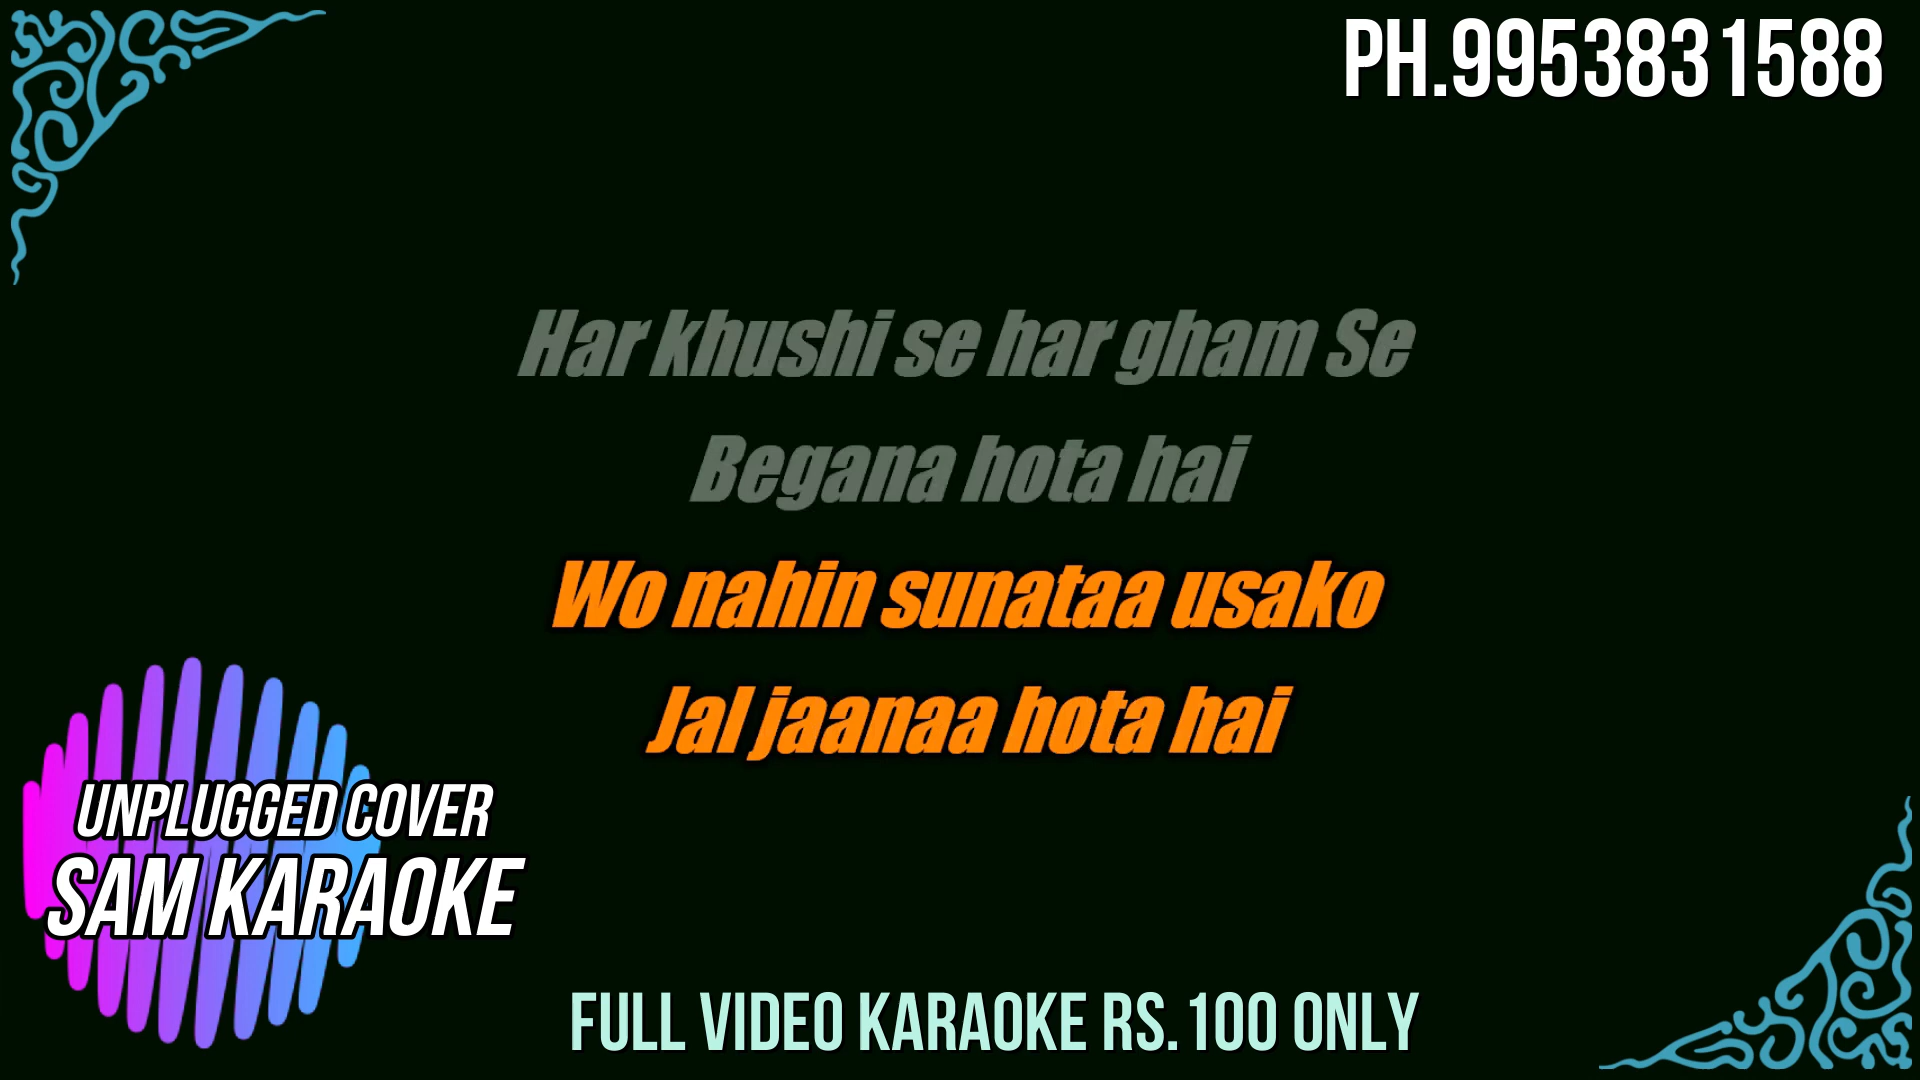 PH.9953831588
Har khushi se har gham Se
Begana hota hai
Wo nahin sunataa usako
Jal jaanaa hota hai
UNPLUGGED COVER
SAM KARAOKE
FULL VIDEO KARAOKE RS.100 ONLY